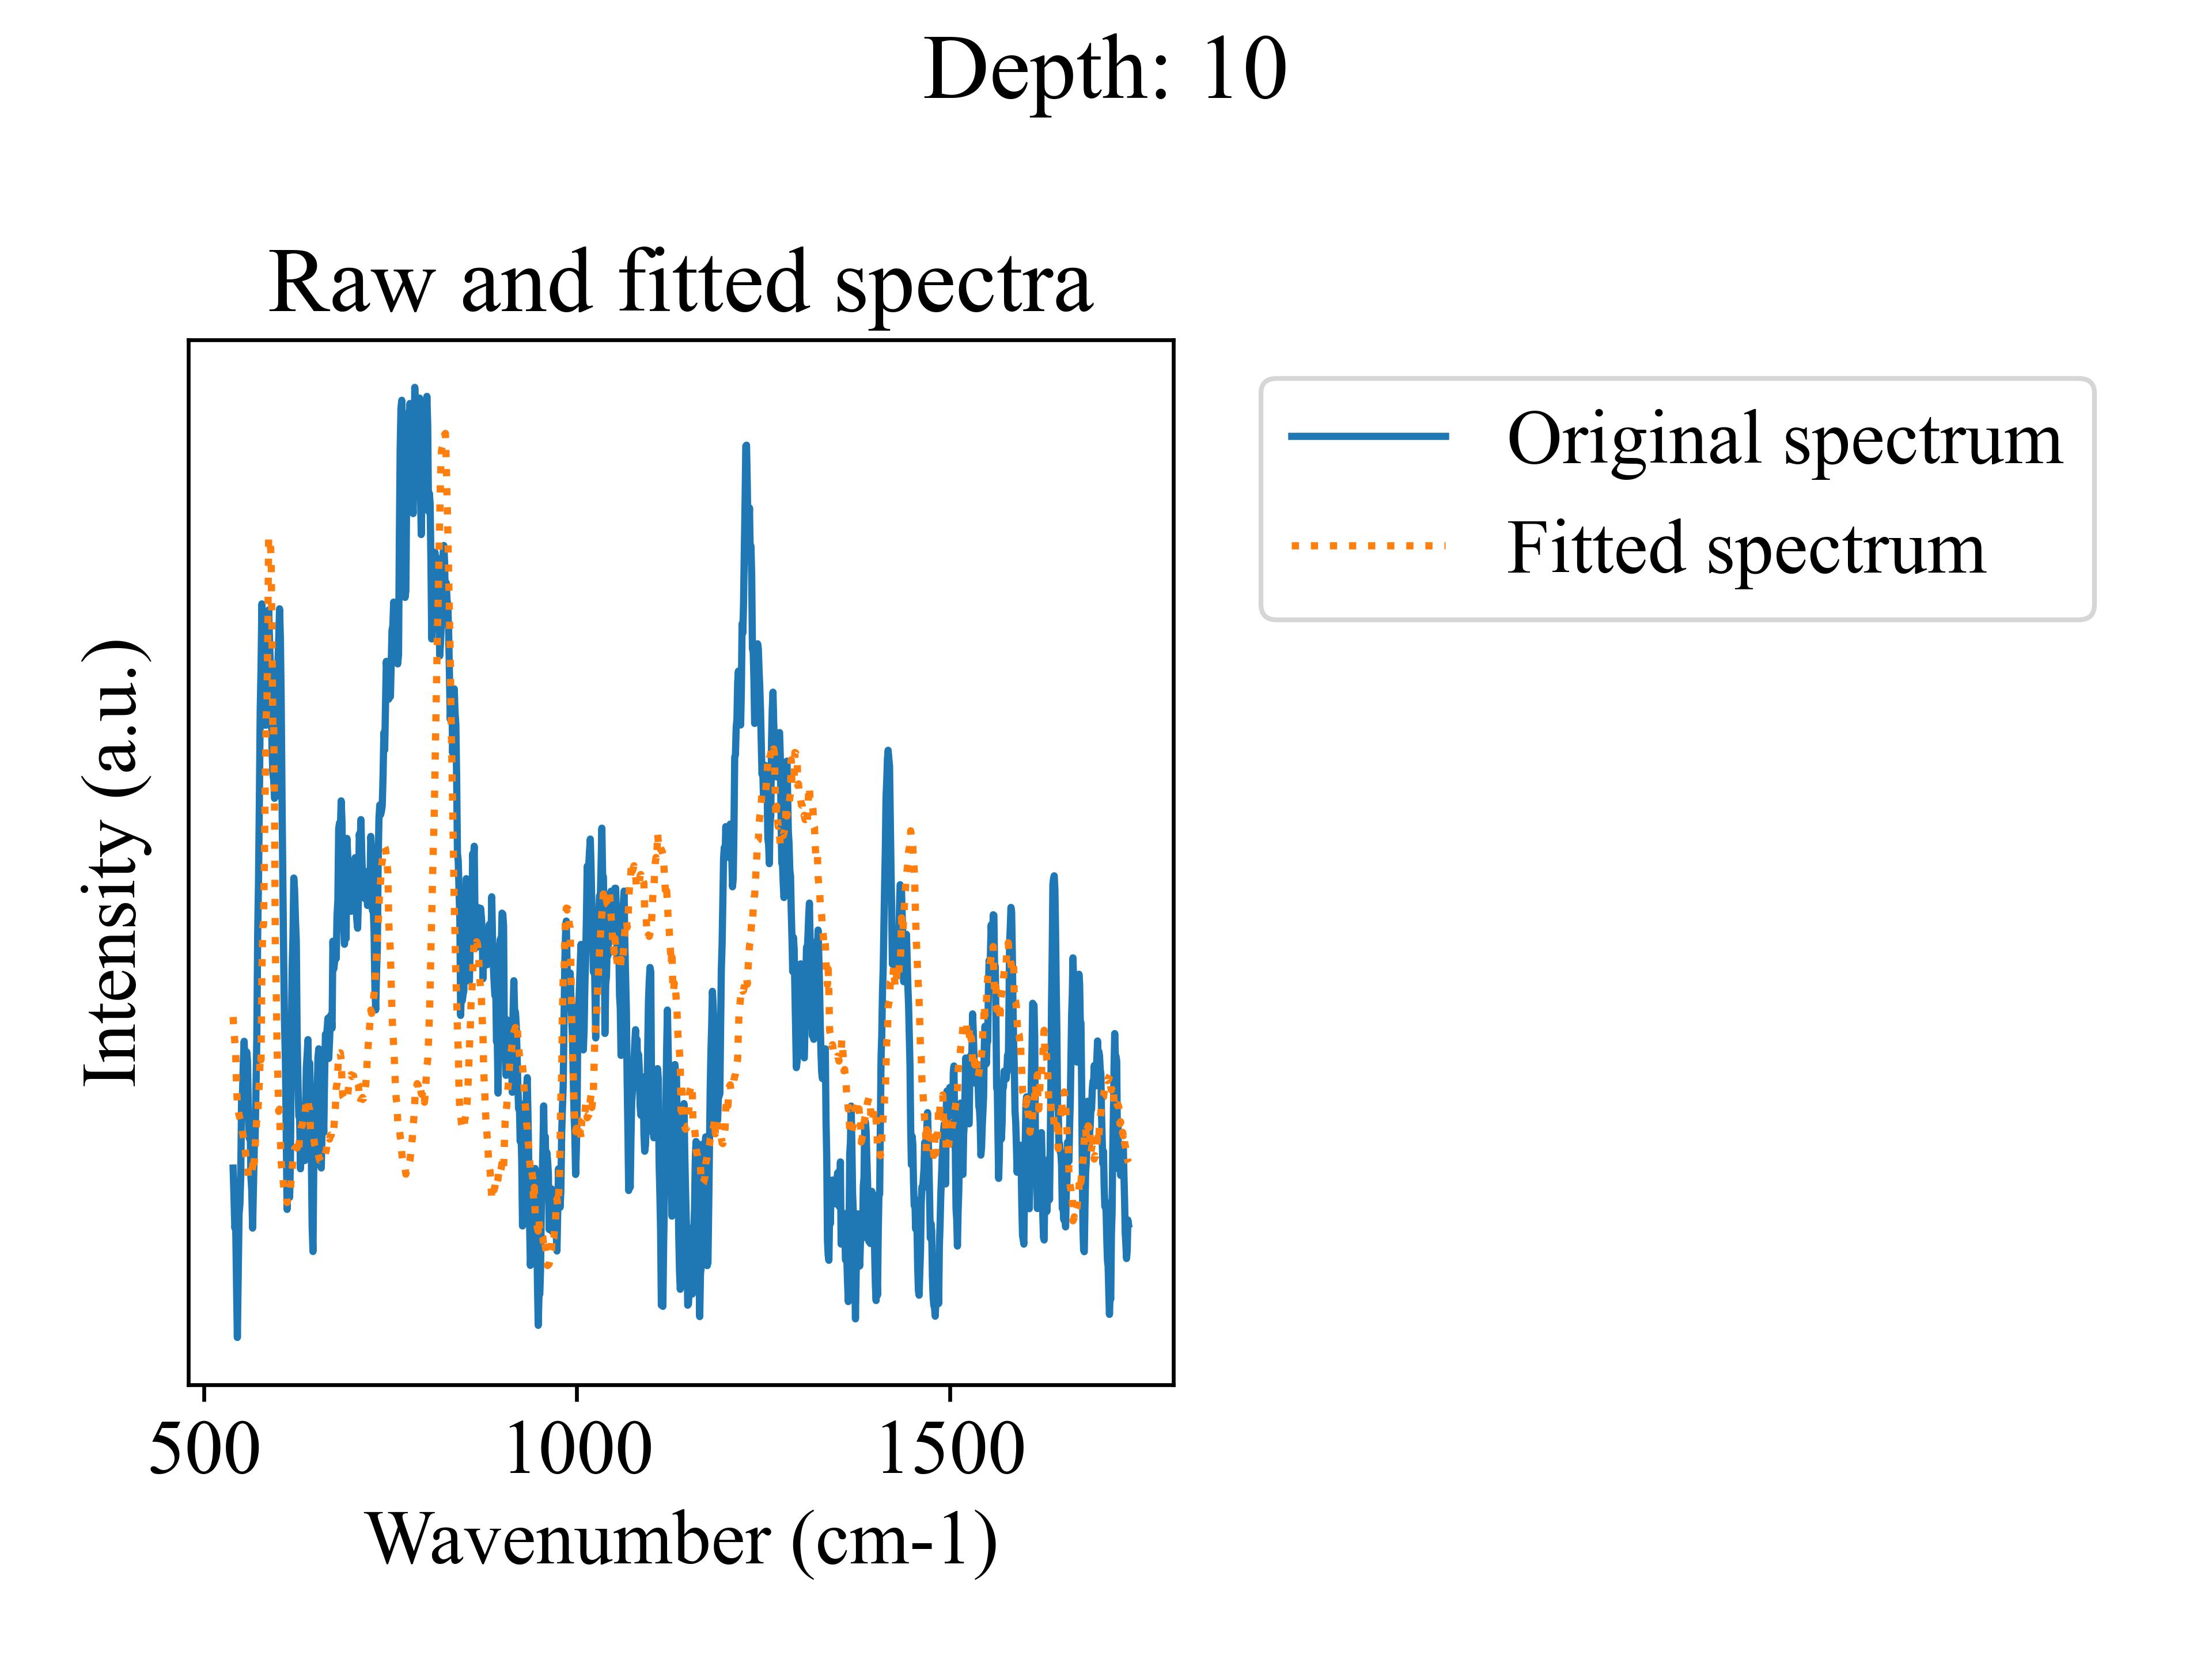 Depth: 10
Raw and fitted spectra
Original spectrum
Fitted spectrum
Intensity (a.u.)
500 1000 1500
Wavenumber (cm-1)